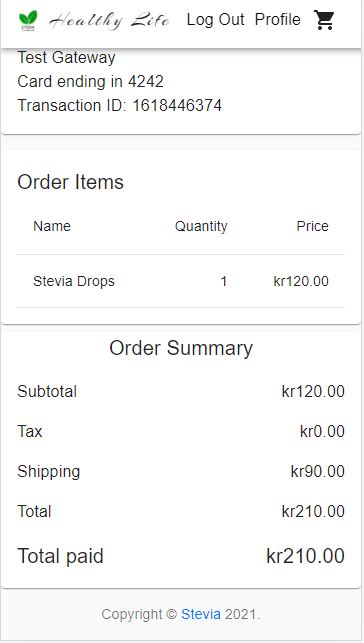 Healthy Life Log Out Profile
Test Gateway
Card ending in 4242
Transaction ID: 1618446374
Order Items
Name Quantity Price
Stevia Drops 1 kr120.00
Order Summary
Subtotal kr120.00
Tax kr0.00
Shipping kr90.00
Total kr210.00
Total paid kr210.00
Copyright © Stevia 2021.